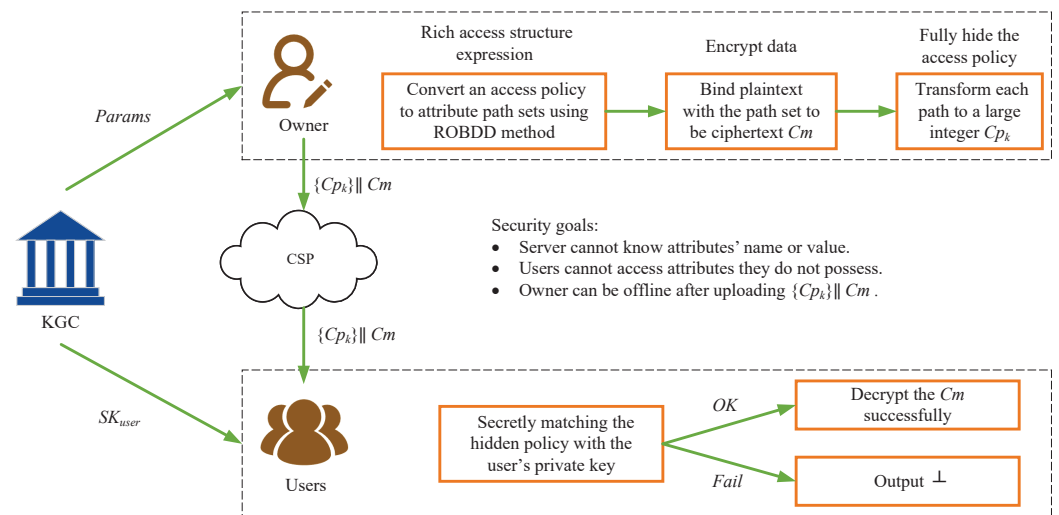 Rich access structure
expression
Encrypt data
Fully hide the
access policy
Convert an access policy
to attribute path sets using
ROBDD method
Bind plaintext
with the path set to
be ciphertext Cm
Transform each
path to a large
integer Cpₖ
Owner
Params
{Cpₖ}‖ Cm
CSP
Security goals:
• Server cannot know attributes’ name or value.
• Users cannot access attributes they do not possess.
• Owner can be offline after uploading {Cpₖ}‖ Cm .
KGC
{Cpₖ}‖ Cm
SKuser
Users
Secretly matching the
hidden policy with the
user’s private key
OK
Decrypt the Cm
successfully
Fail
Output ⊥